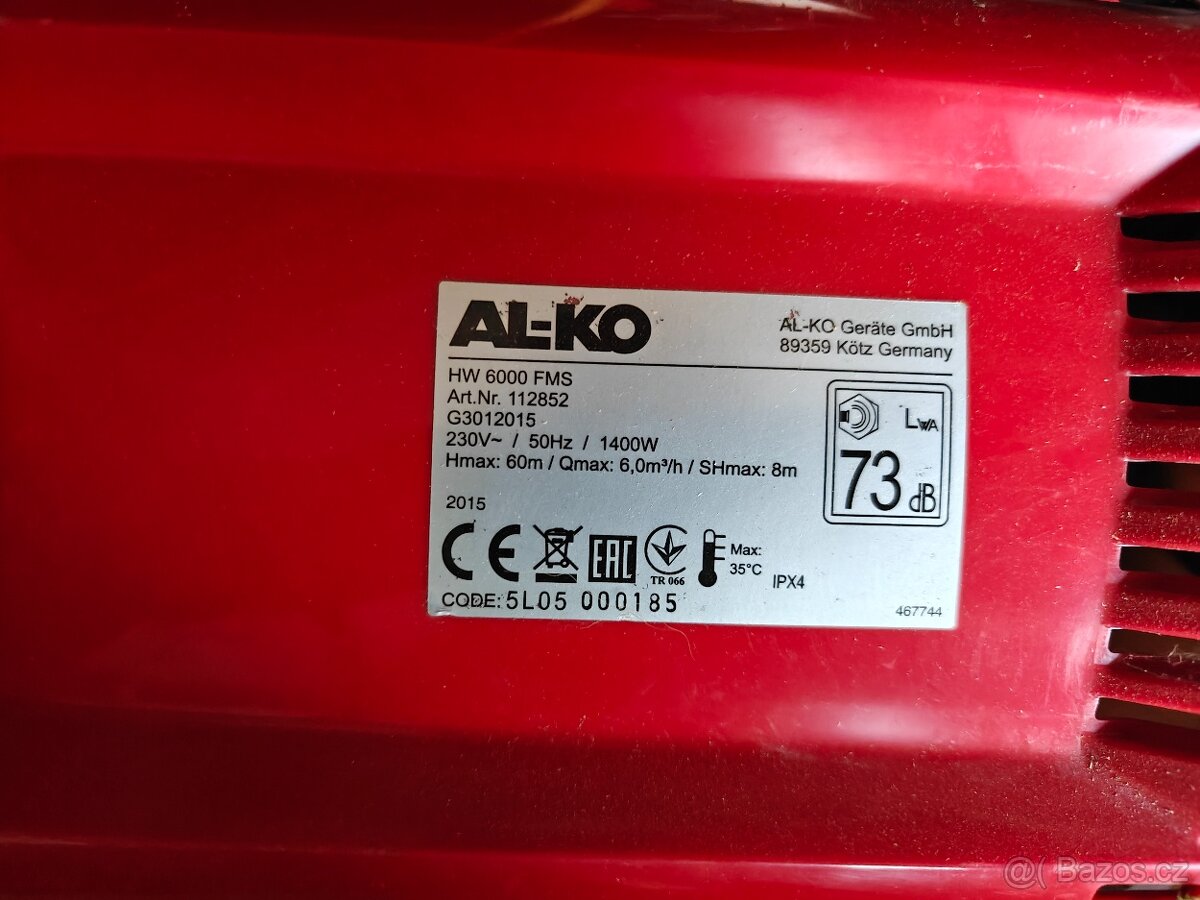 AL-KO
AL-KO Geräte GmbH
89359 Kötz Germany
HW 6000 FMS
Art.Nr. 112852
G3012015
230V~ / 50Hz / 1400W
Hmax: 60m / Qmax: 6,0m³/h / SHmax: 8m
LWA
73 dB
2015
CE
EAC
TR 066
Max:
35°C
IPX4
CODE: 5L05 000185
467744
@( Bazos.cz